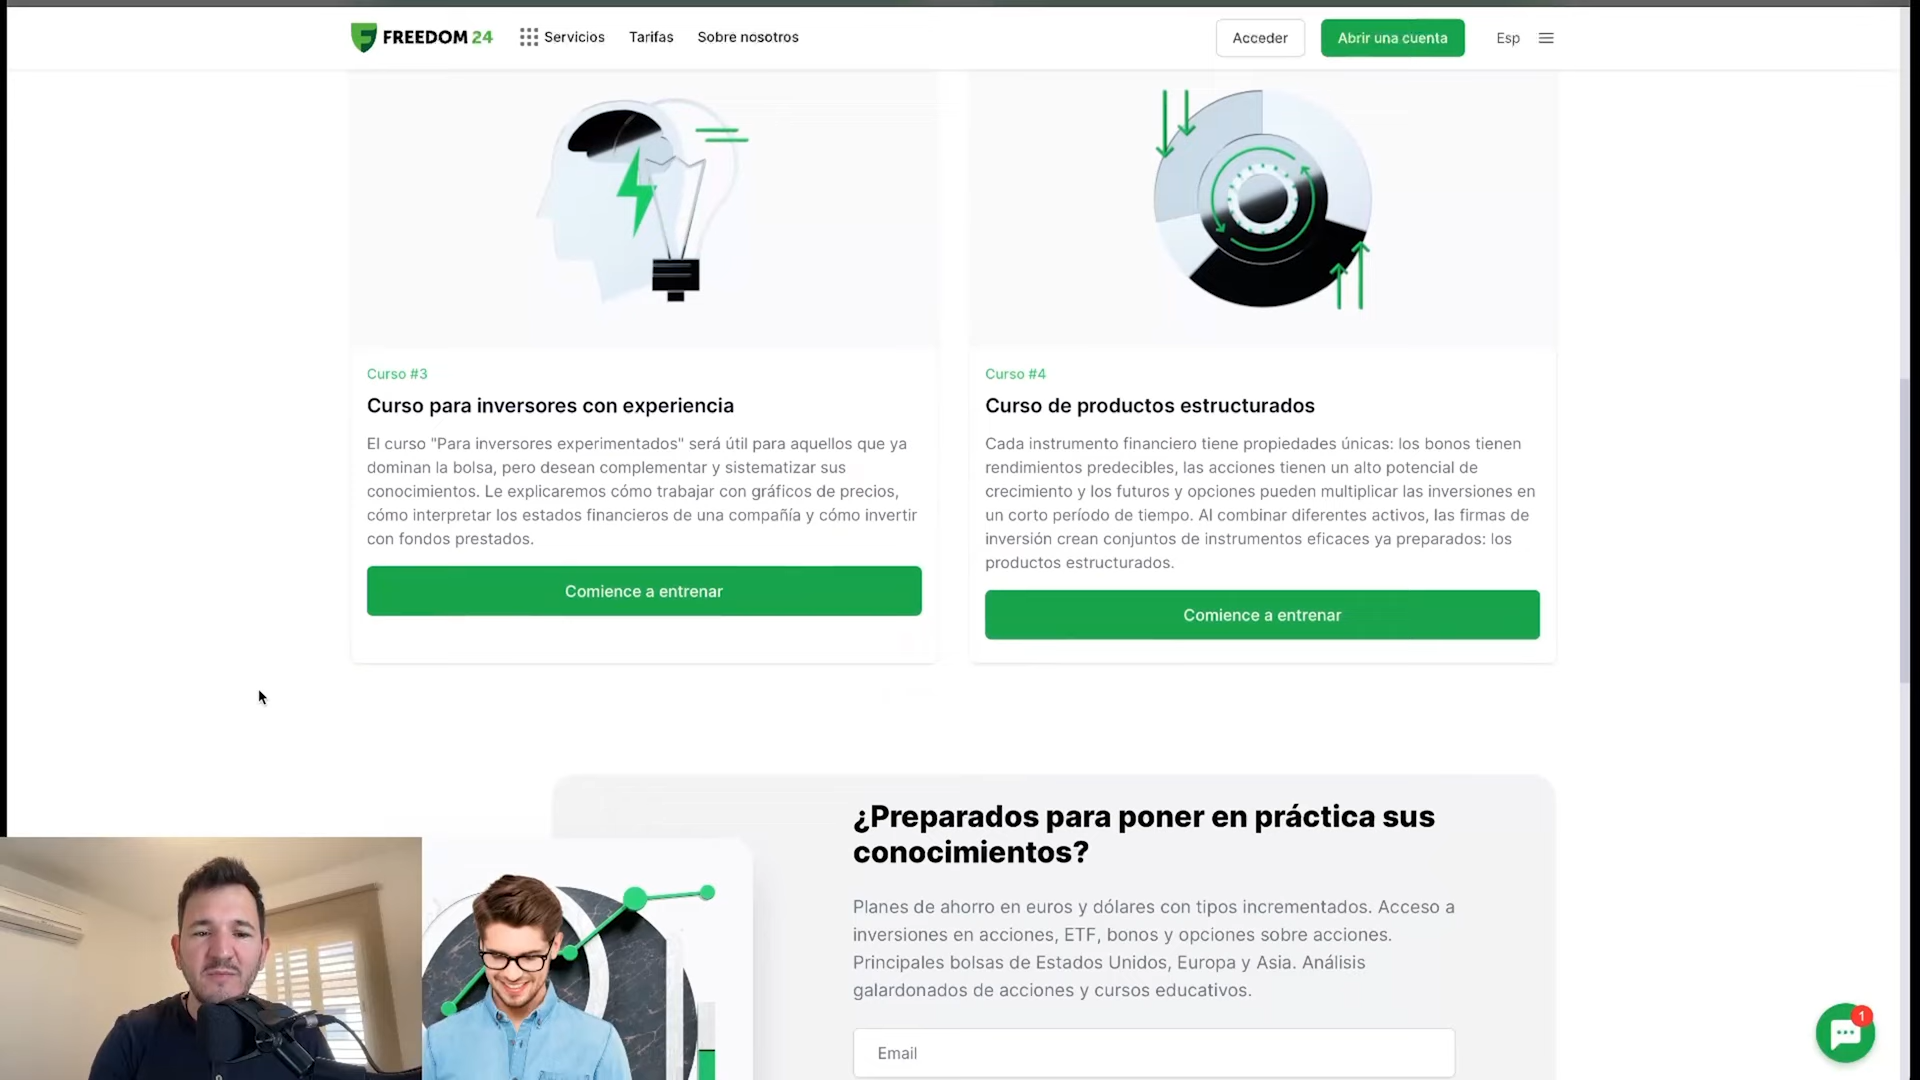 FREEDOM 24
Servicios
Tarifas
Sobre nosotros
Acceder
Abrir una cuenta
Esp
Curso #3
Curso para inversores con experiencia
El curso "Para inversores experimentados" será útil para aquellos que ya
dominan la bolsa, pero desean complementar y sistematizar sus
conocimientos. Le explicaremos cómo trabajar con gráficos de precios,
cómo interpretar los estados financieros de una compañía y cómo invertir
con fondos prestados.
Comience a entrenar
Curso #4
Curso de productos estructurados
Cada instrumento financiero tiene propiedades únicas: los bonos tienen
rendimientos predecibles, las acciones tienen un alto potencial de
crecimiento y los futuros y opciones pueden multiplicar las inversiones en
un corto período de tiempo. Al combinar diferentes activos, las firmas de
inversión crean conjuntos de instrumentos eficaces ya preparados: los
productos estructurados.
Comience a entrenar
¿Preparados para poner en práctica sus
conocimientos?
Planes de ahorro en euros y dólares con tipos incrementados. Acceso a
inversiones en acciones, ETF, bonos y opciones sobre acciones.
Principales bolsas de Estados Unidos, Europa y Asia. Análisis
galardonados de acciones y cursos educativos.
Email
1